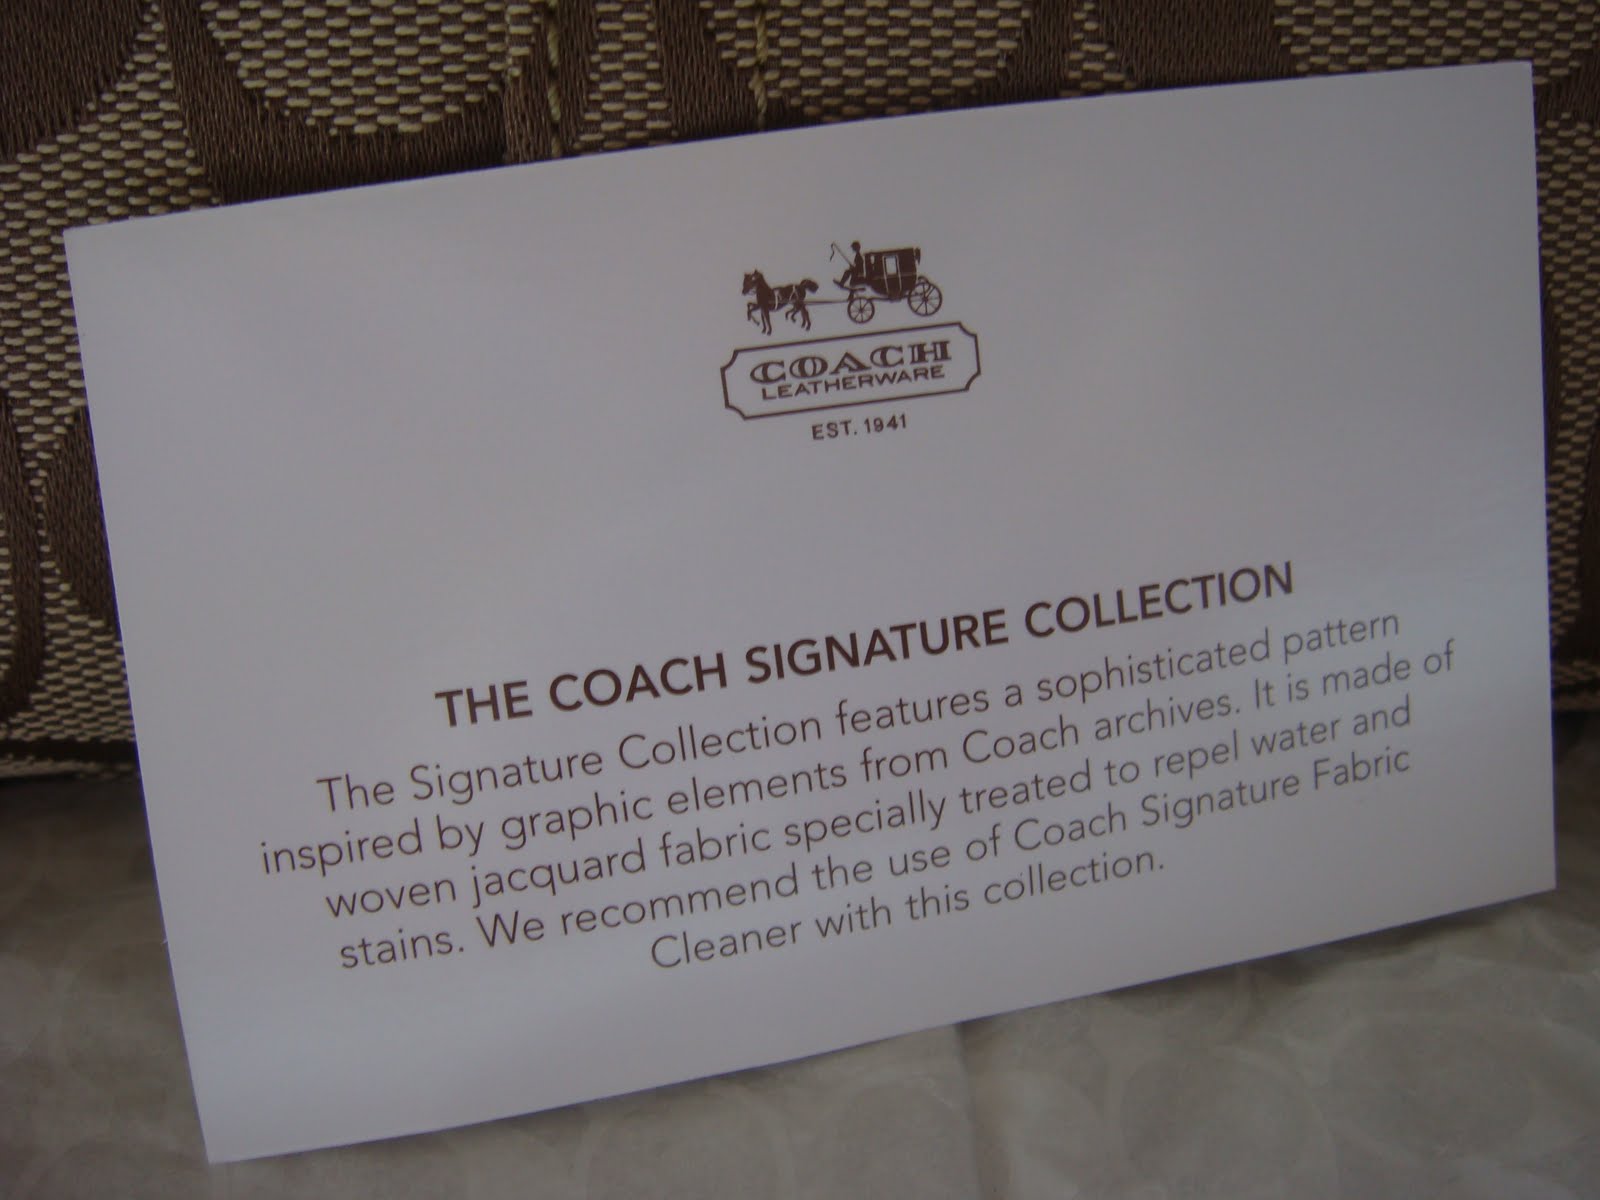 COACH
LEATHERWARE
EST. 1941
THE COACH SIGNATURE COLLECTION
The Signature Collection features a sophisticated pattern
inspired by graphic elements from Coach archives. It is made of
woven jacquard fabric specially treated to repel water and
stains. We recommend the use of Coach Signature Fabric
Cleaner with this collection.